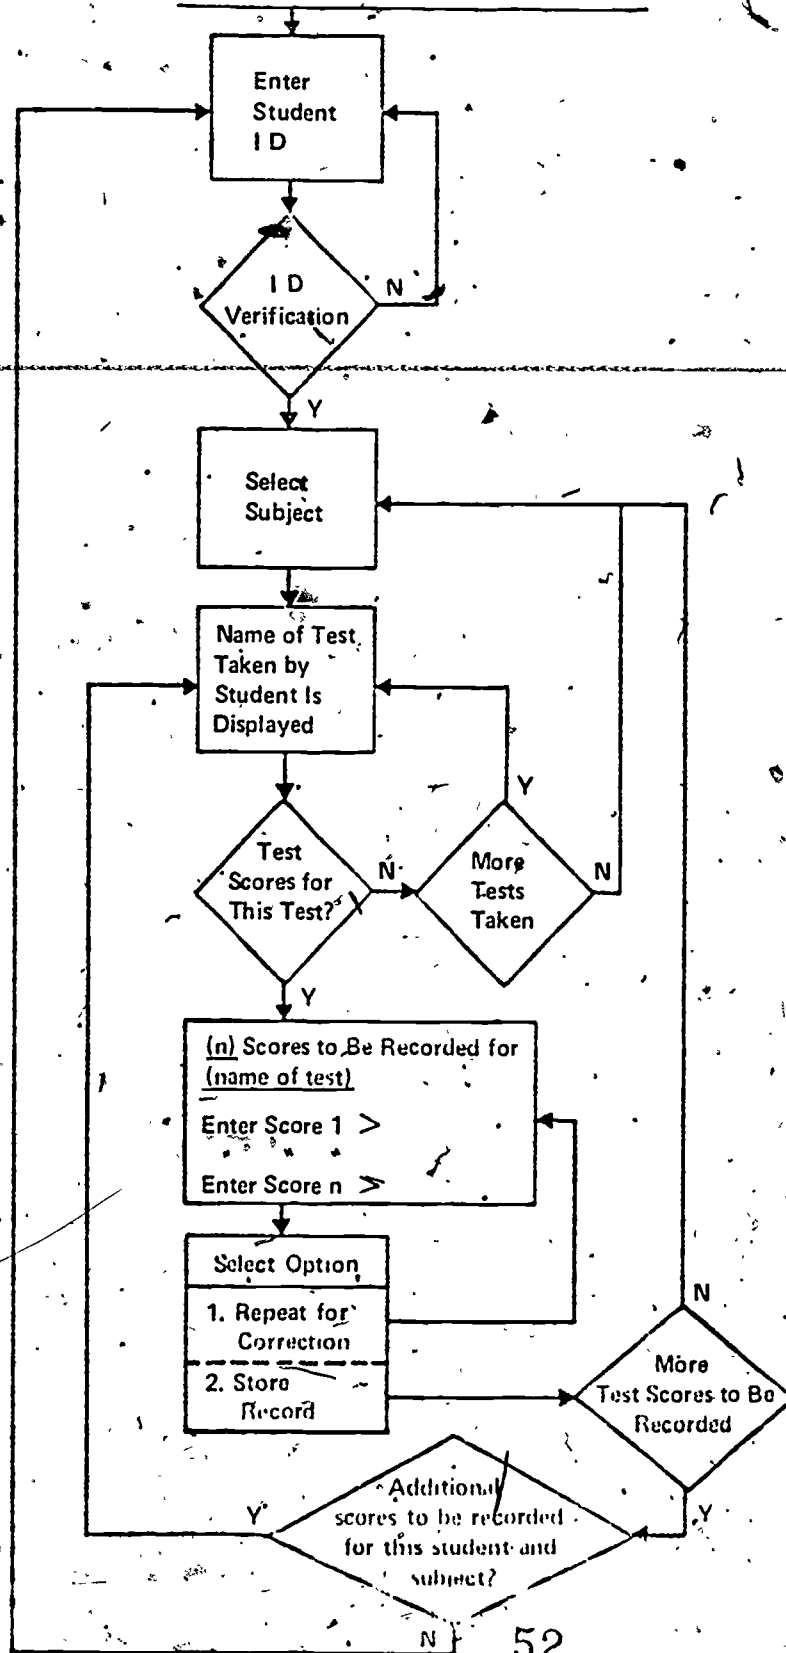 Enter
Student
ID
ID
Verification
N
Y
Select
Subject
Name of Test
Taken by
Student Is
Displayed
Y
Test
Scores for
This Test?
N
More
Tests
Taken
N
Y
(n) Scores to Be Recorded for
(name of test)
Enter Score 1 >
Enter Score n >
Select Option
1. Repeat for
Correction
2. Store
Record
N
More
Test Scores to Be
Recorded
Y
Additional
scores to be recorded
for this student and
subject?
Y
N
52